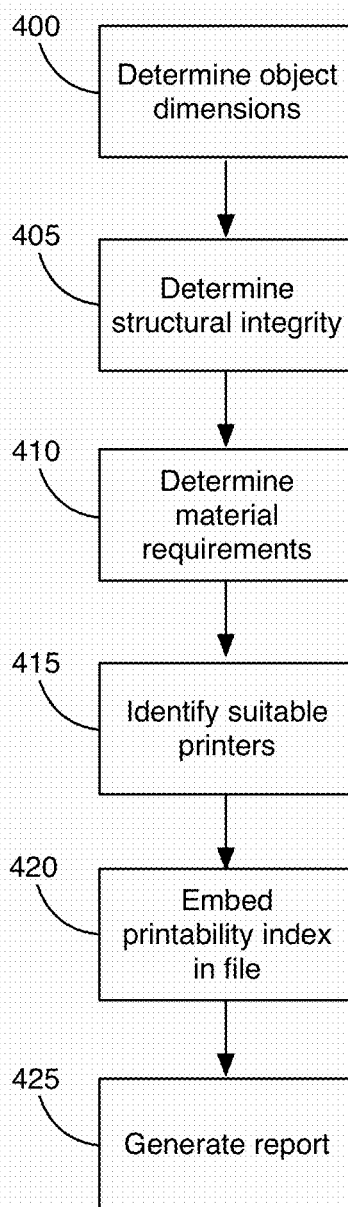 400
Determine object
dimensions
405
Determine
structural integrity
410
Determine
material
requirements
415
Identify suitable
printers
420
Embed
printability index
in file
425
Generate report